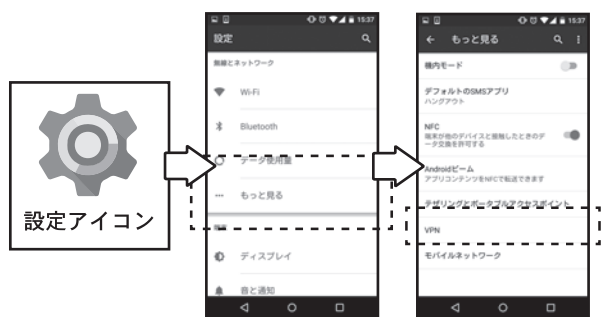 設定アイコン
15:37
設定
無線とネットワーク
Wi-Fi
Bluetooth
データ使用量
もっと見る
端末
ディスプレイ
音と通知
15:37
もっと見る
機内モード
デフォルトのSMSアプリ
ハングアウト
NFC
端末が他のデバイスと接触したときのデ
ータ交換を許可する
Androidビーム
アプリコンテンツをNFCで転送できます
テザリングとポータブルアクセスポイント
VPN
モバイルネットワーク